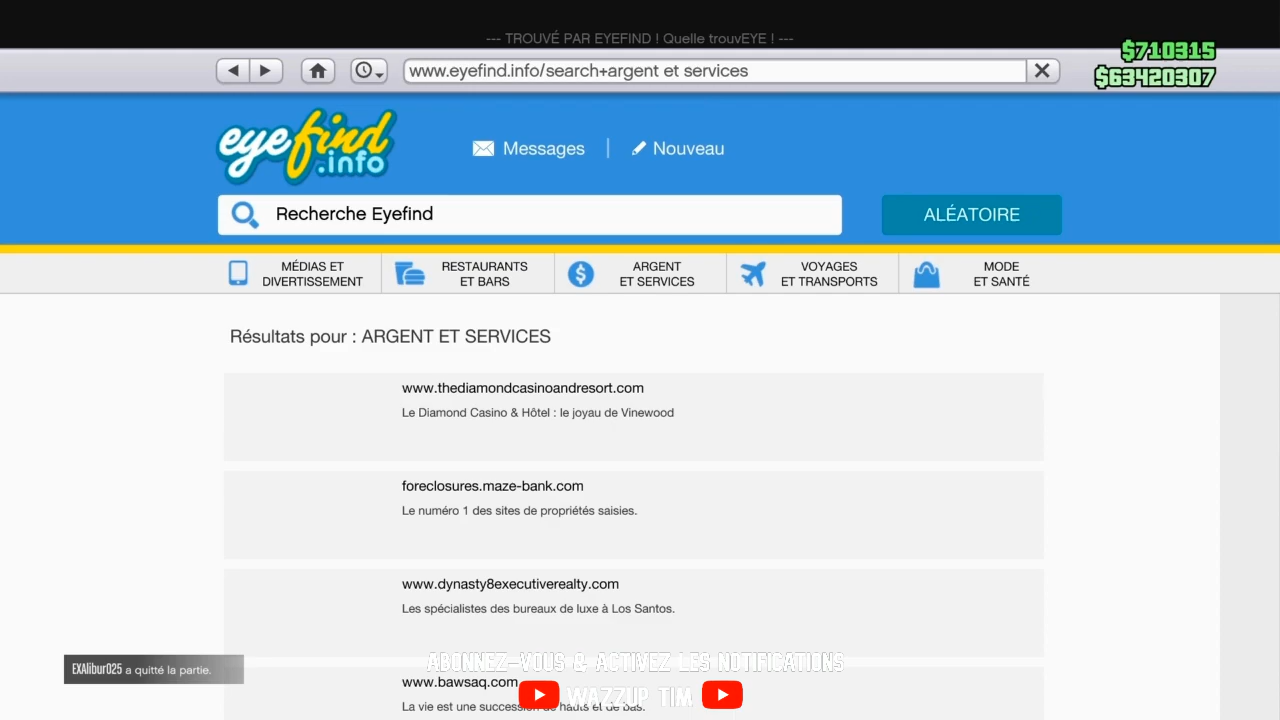 --- TROUVÉ PAR EYEFIND ! Quelle trouvEYE ! ---
$710315
www.eyefind.info/search+argent et services
$63420307
eyefind.info
Messages
Nouveau
Recherche Eyefind
ALÉATOIRE
MÉDIAS ET
DIVERTISSEMENT
RESTAURANTS
ET BARS
ARGENT
ET SERVICES
VOYAGES
ET TRANSPORTS
MODE
ET SANTÉ
Résultats pour : ARGENT ET SERVICES
www.thediamondcasinoandresort.com
Le Diamond Casino & Hôtel : le joyau de Vinewood
foreclosures.maze-bank.com
Le numéro 1 des sites de propriétés saisies.
www.dynasty8executiverealty.com
Les spécialistes des bureaux de luxe à Los Santos.
EXAlibur025 a quitté la partie.
ABONNEZ-VOUS & ACTIVEZ LES NOTIFICATIONS
www.bawsaq.com
WAZZUP TIM
La vie est une succession de hauts et de bas.